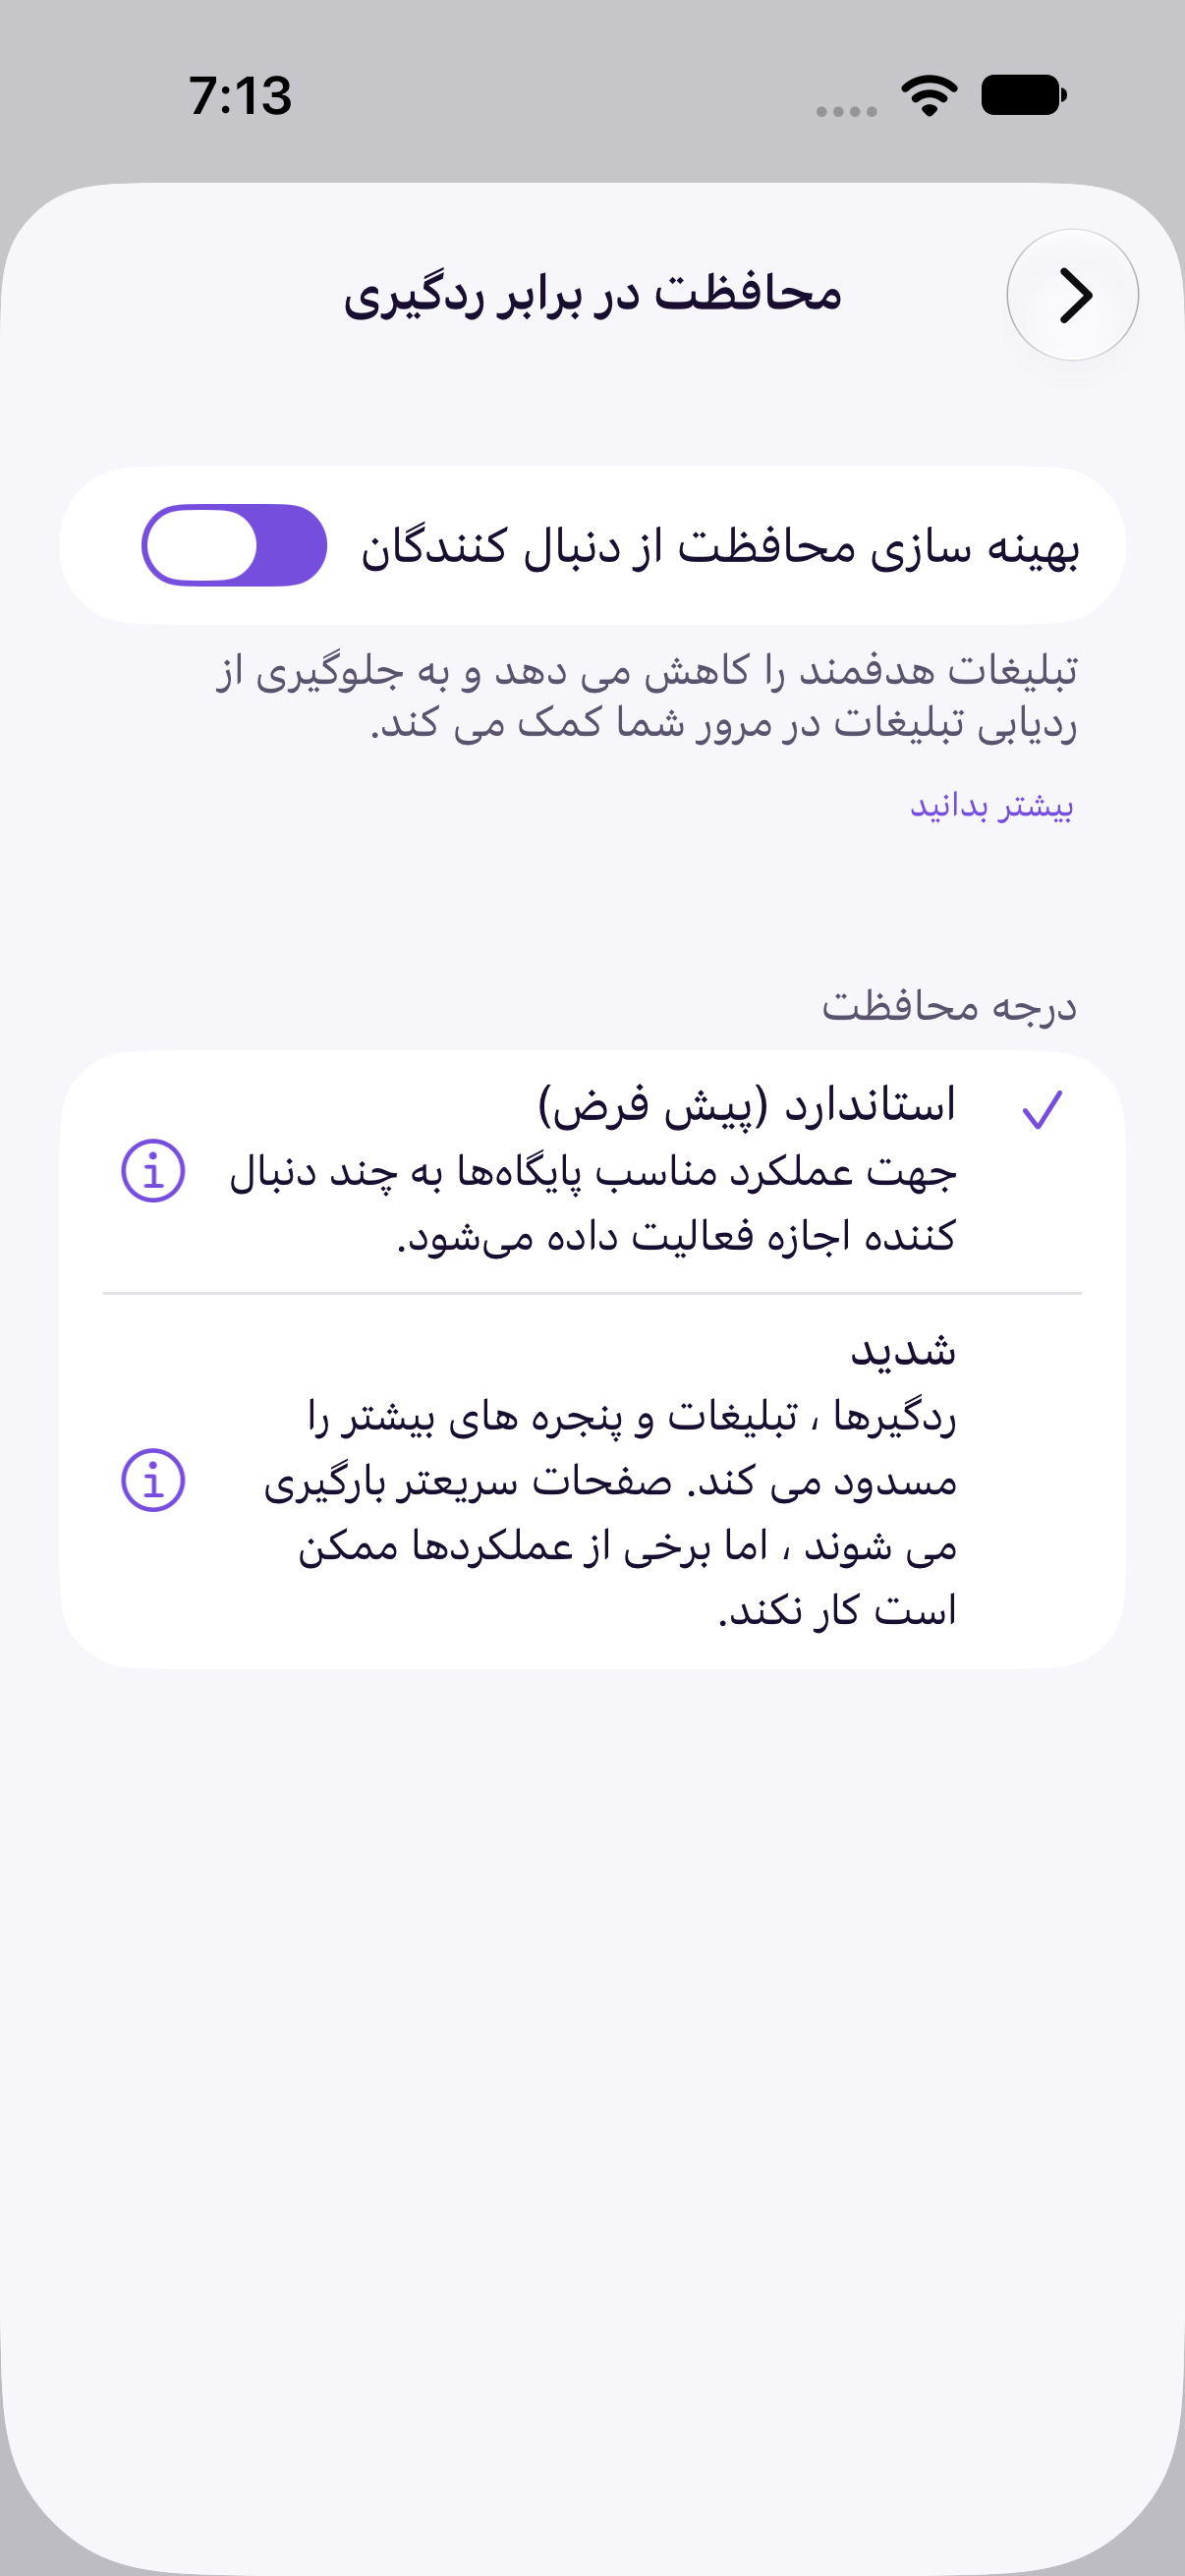 7:13
محافظت در برابر ردگیری
بهینه سازی محافظت از دنبال کنندگان
تبلیغات هدفمند را کاهش می دهد و به جلوگیری از
ردیابی تبلیغات در مرور شما کمک می کند.
بیشتر بدانید
درجه محافظت
استاندارد (پیش فرض)
جهت عملکرد مناسب پایگاه‌ها به چند دنبال
کننده اجازه فعالیت داده می‌شود.
شدید
ردگیرها ، تبلیغات و پنجره های بیشتر را
مسدود می کند. صفحات سریعتر بارگیری
می شوند ، اما برخی از عملکردها ممکن
است کار نکند.